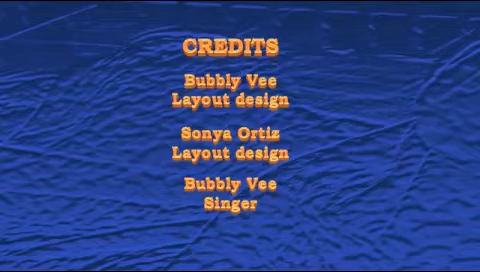 CREDITS
Bubbly Vee
Layout design
Sonya Ortiz
Layout design
Bubbly Vee
Singer